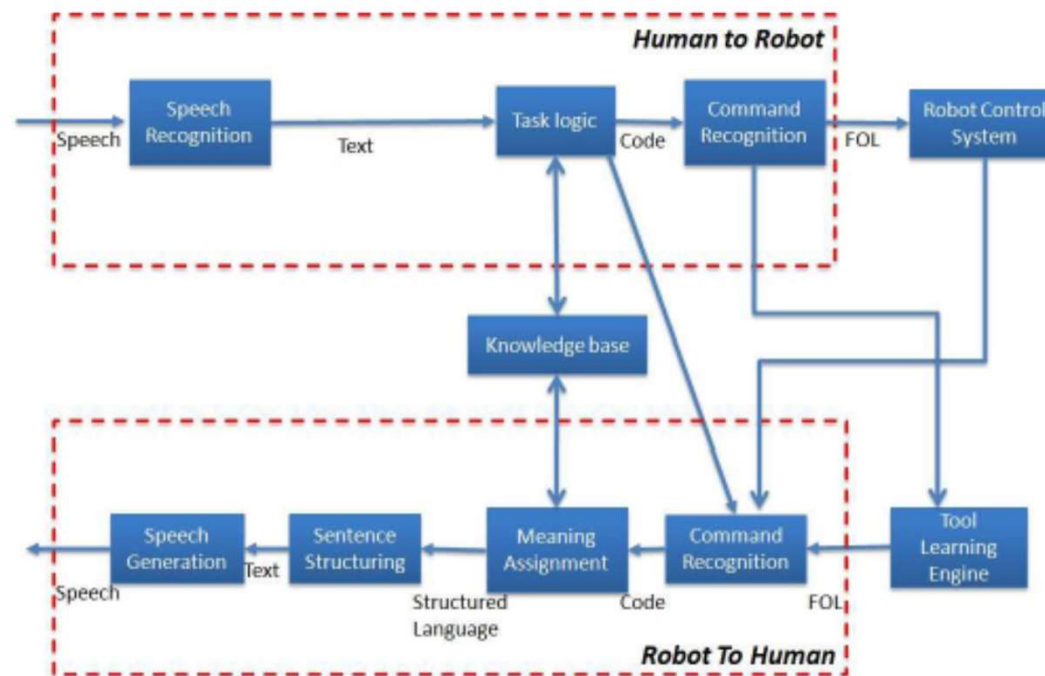 Human to Robot
Speech
Recognition
Task logic
Command
Recognition
Robot Control
System
Speech
Text
Code
FOL
Knowledge base
Speech
Generation
Sentence
Structuring
Meaning
Assignment
Command
Recognition
Tool
Learning
Engine
Speech
Text
Structured
Language
Code
FOL
Robot To Human